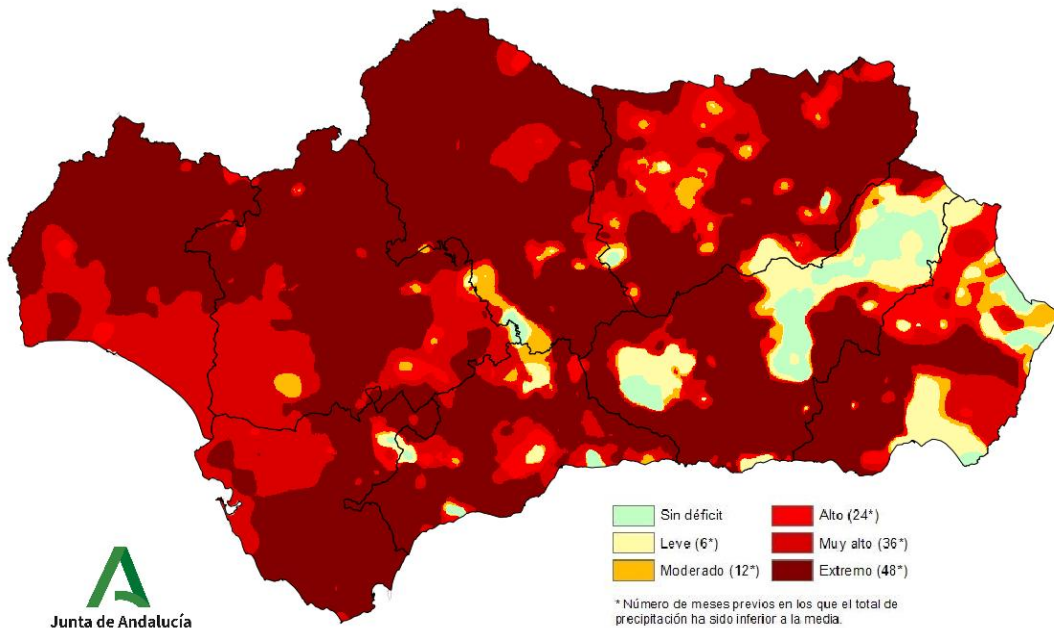 Sin déficit
Leve (6*)
Moderado (12*)
Alto (24*)
Muy alto (36*)
Extremo (48*)
* Número de meses previos en los que el total de
precipitación ha sido inferior a la media.
Junta de Andalucía